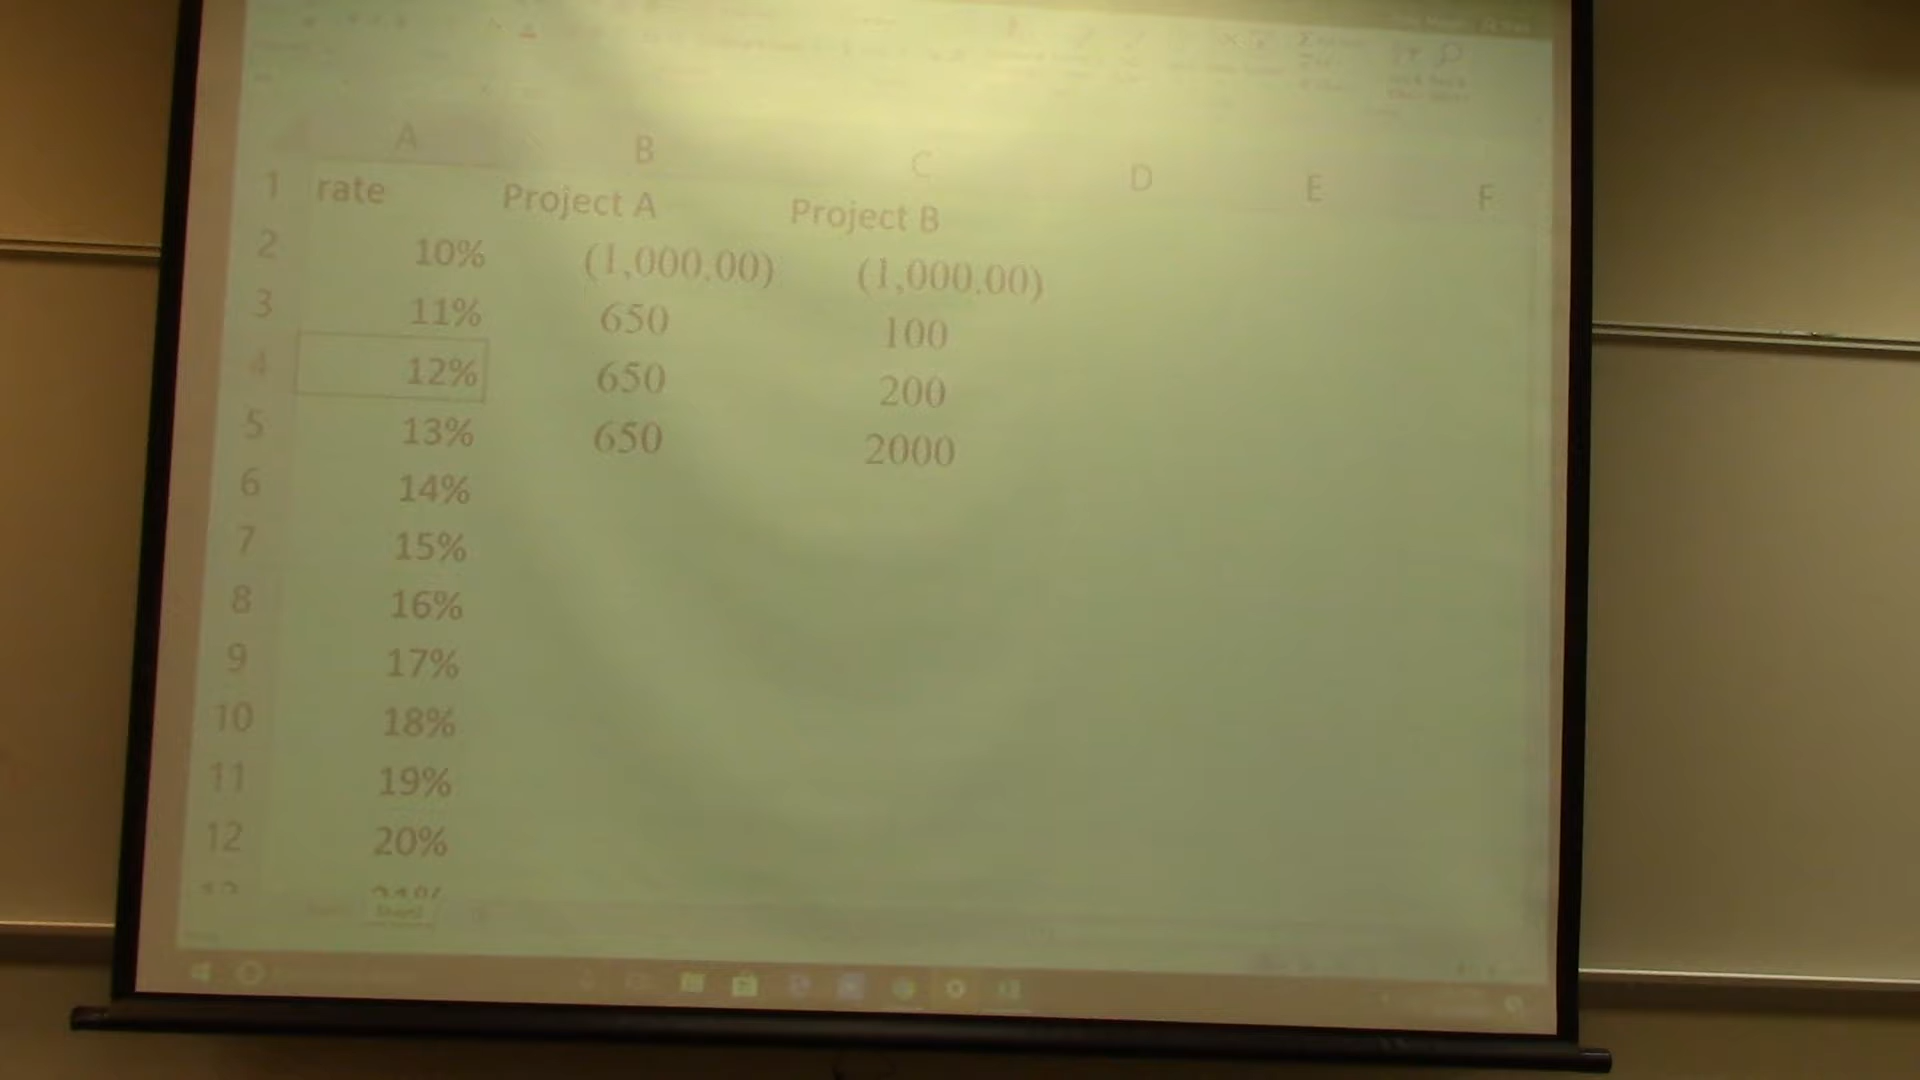 A B C D E F
1 rate Project A Project B
2 10% (1,000.00) (1,000.00)
3 11% 650 100
4 12% 650 200
5 13% 650 2000
6 14%
7 15%
8 16%
9 17%
10 18%
11 19%
12 20%